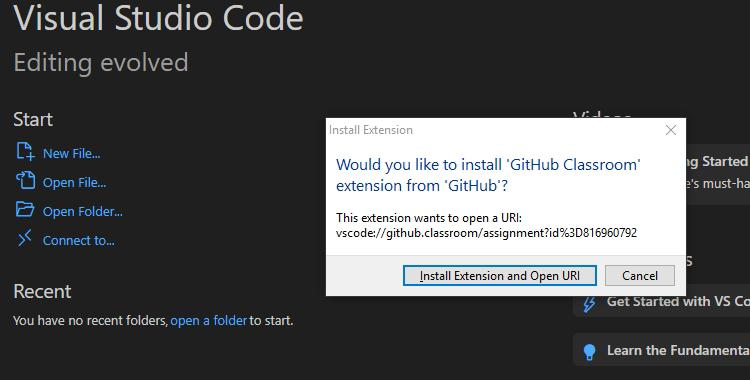 Visual Studio Code
Editing evolved
Start
New File...
Open File...
Open Folder...
Connect to...
Recent
You have no recent folders, open a folder to start.
Install Extension
Would you like to install 'GitHub Classroom'
extension from 'GitHub'?
This extension wants to open a URI:
vscode://github.classroom/assignment?id%3D816960792
Install Extension and Open URI
Cancel
ng Started
e's must-ha
s
Get Started with VS Co
Learn the Fundamenta